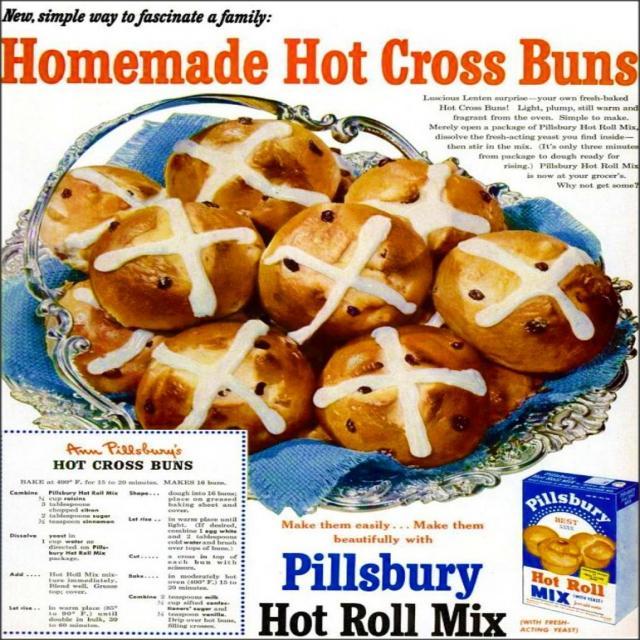 New, simple way to fascinate a family:
Homemade Hot Cross Buns
Luscious Lenten surprise—your own fresh-baked
Hot Cross Buns! Light, plump, still warm and
fragrant from the oven. Simple to make.
Merely open a package of Pillsbury Hot Roll Mix,
dissolve the fresh-acting yeast you find inside—
then stir in the mix. (It's only three minutes
from package to dough ready for
rising.) Pillsbury Hot Roll Mix
is now at your grocer's.
Why not get some?
Ann Pillsbury's
HOT CROSS BUNS
BAKE at 400° F. for 15 to 20 minutes. MAKES 16 buns.
Combine Pillsbury Hot Roll Mix
cup raisins
3 tablespoons
chopped citron
2 tablespoons sugar
teaspoon cinnamon
Dissolve yeast in
cup water as
directed on Pills-
bury Hot Roll Mix
package.
Add .... Hot Roll Mix mix-
ture immediately.
Blend well. Grease
top; cover.
Let rise .. in warm place (85°
to 90° F.) until
double in bulk, 30
to 60 minutes.
Shape... dough into 16 buns;
place on greased
baking sheet and
cover.
Let rise .. in warm place until
light. (If desired,
combine 1 egg white
and 2 tablespoons
cold water and brush
over tops of buns.)
Cut..... a cross in top of
each bun with
scissors.
Bake.... in moderately hot
oven (400° F.) 15 to
20 minutes.
Combine 2 teaspoons milk
cup sifted confec-
tioners' sugar and
teaspoon vanilla.
Drip over hot buns,
filling crosses.
Make them easily... Make them
beautifully with
Pillsbury
Hot Roll Mix
(WITH FRESH-
ACTING YEAST)
Pillsbury
BEST
XXXX
Hot Roll
MIX (WITH YEAST)